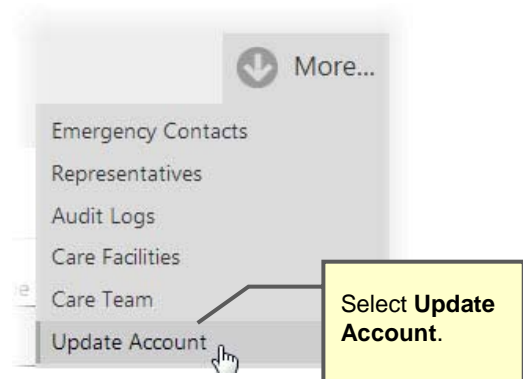 More...
Emergency Contacts
Representatives
Audit Logs
Care Facilities
Care Team
Update Account
Select Update
Account.